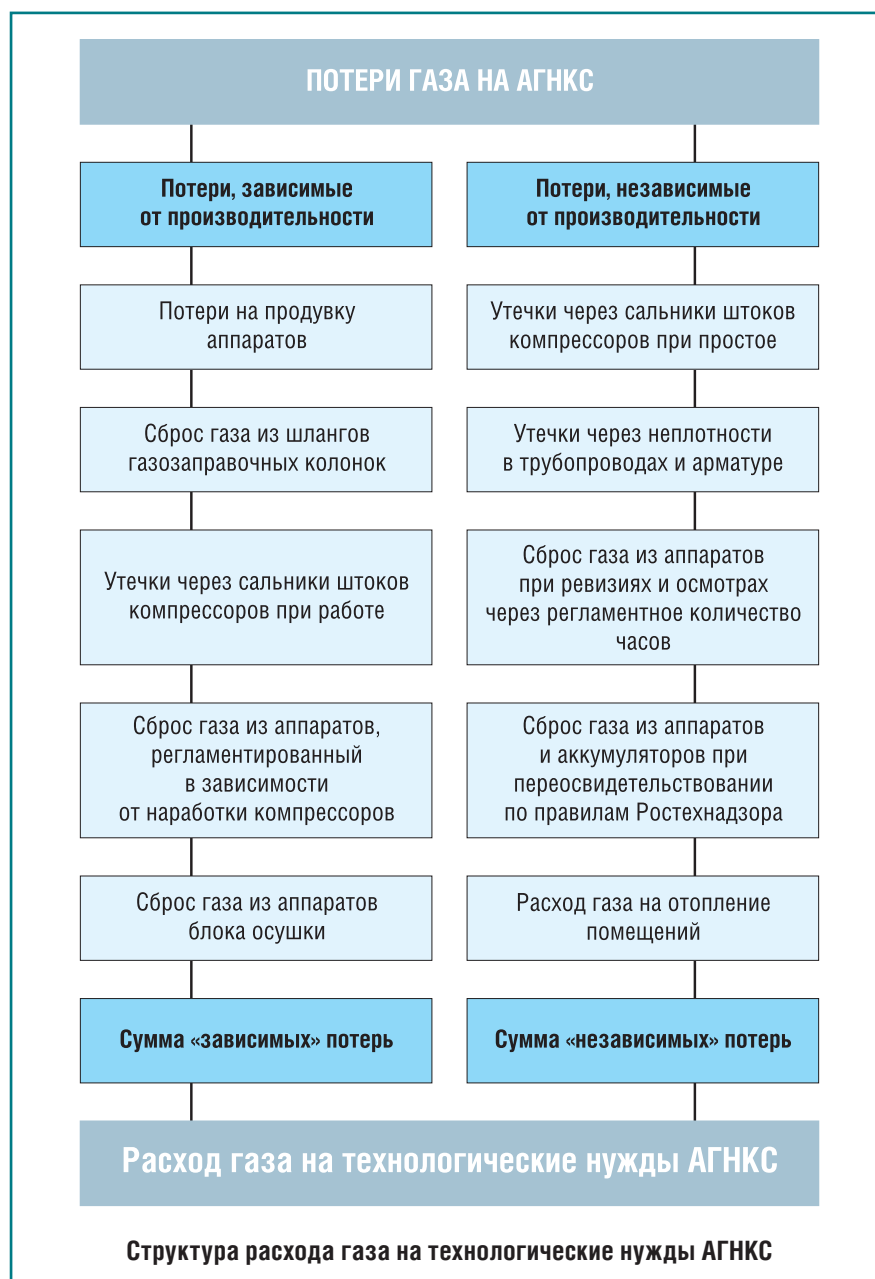 ПОТЕРИ ГАЗА НА АГНКС
Потери, зависимые
от производительности
Потери на продувку
аппаратов
Сброс газа из шлангов
газозаправочных колонок
Утечки через сальники штоков
компрессоров при работе
Сброс газа из аппаратов,
регламентированный
в зависимости
от наработки компрессоров
Сброс газа из аппаратов
блока осушки
Сумма «зависимых» потерь
Потери, независимые
от производительности
Утечки через сальники штоков
компрессоров при простое
Утечки через неплотности
в трубопроводах и арматуре
Сброс газа из аппаратов
при ревизиях и осмотрах
через регламентное количество
часов
Сброс газа из аппаратов
и аккумуляторов при
переосвидетельствовании
по правилам Ростехнадзора
Расход газа на отопление
помещений
Сумма «независимых» потерь
Расход газа на технологические нужды АГНКС
Структура расхода газа на технологические нужды АГНКС